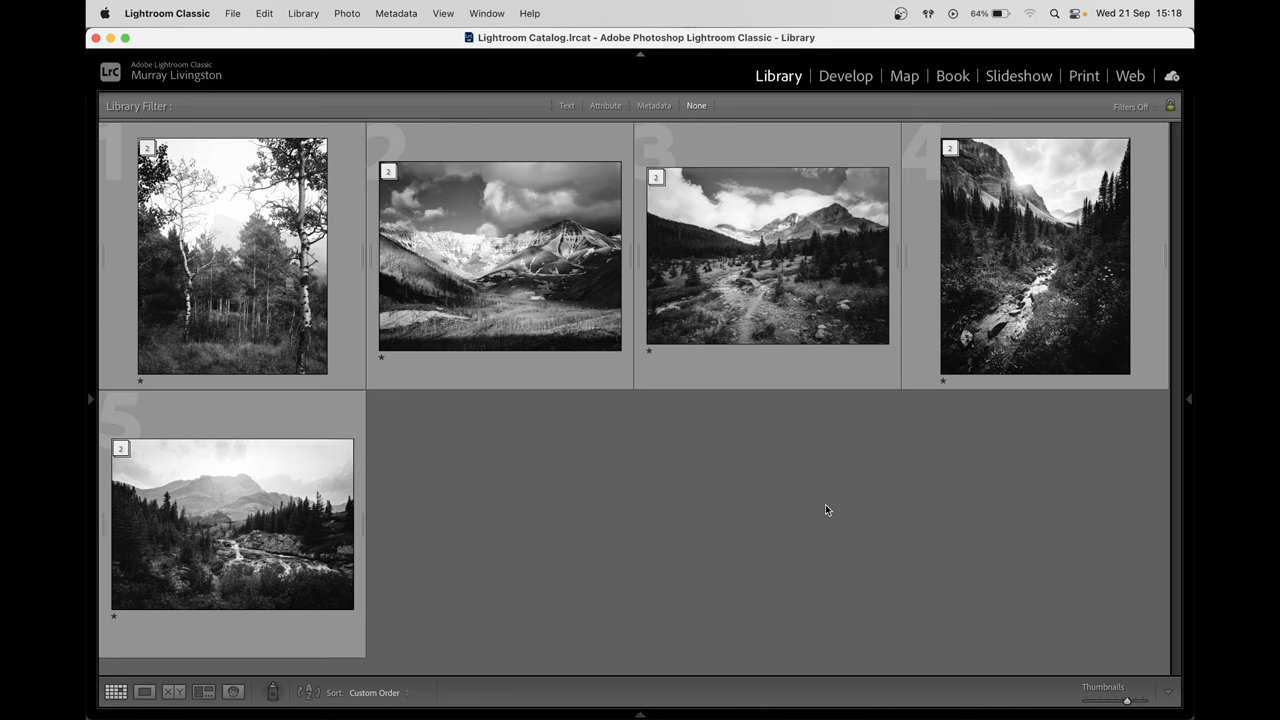 Lightroom Classic File Edit Library Photo Metadata View Window Help 64% Wed 21 Sep 15:18
Lightroom Catalog.lrcat - Adobe Photoshop Lightroom Classic - Library
LrC Adobe Lightroom Classic
Murray Livingston
Library | Develop | Map | Book | Slideshow | Print | Web
Library Filter : Text Attribute Metadata None Filters Off
1 2 3 4
2 2 2 2
5
2
XY Sort: Custom Order Thumbnails